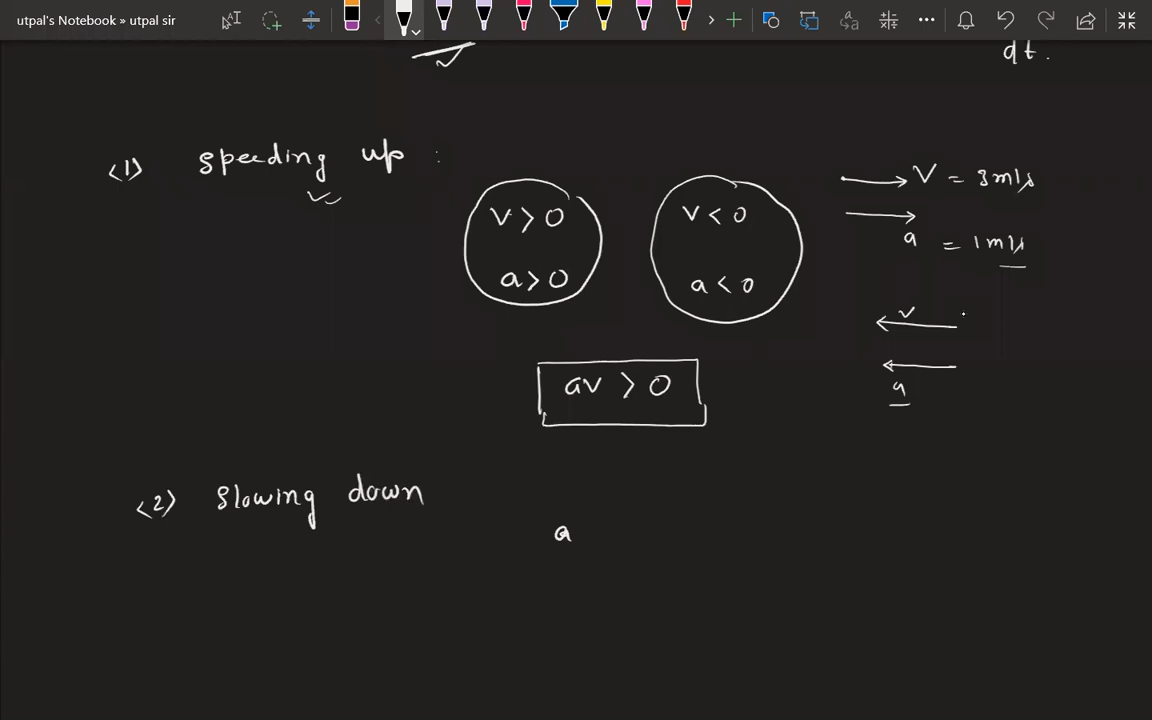 utpal's Notebook » utpal sir
dt.
<1> speeding up :
v > 0
a > 0
v < 0
a < 0
V = 3m/s
a = 1m/s
v
a
av > 0
<2> slowing down
a